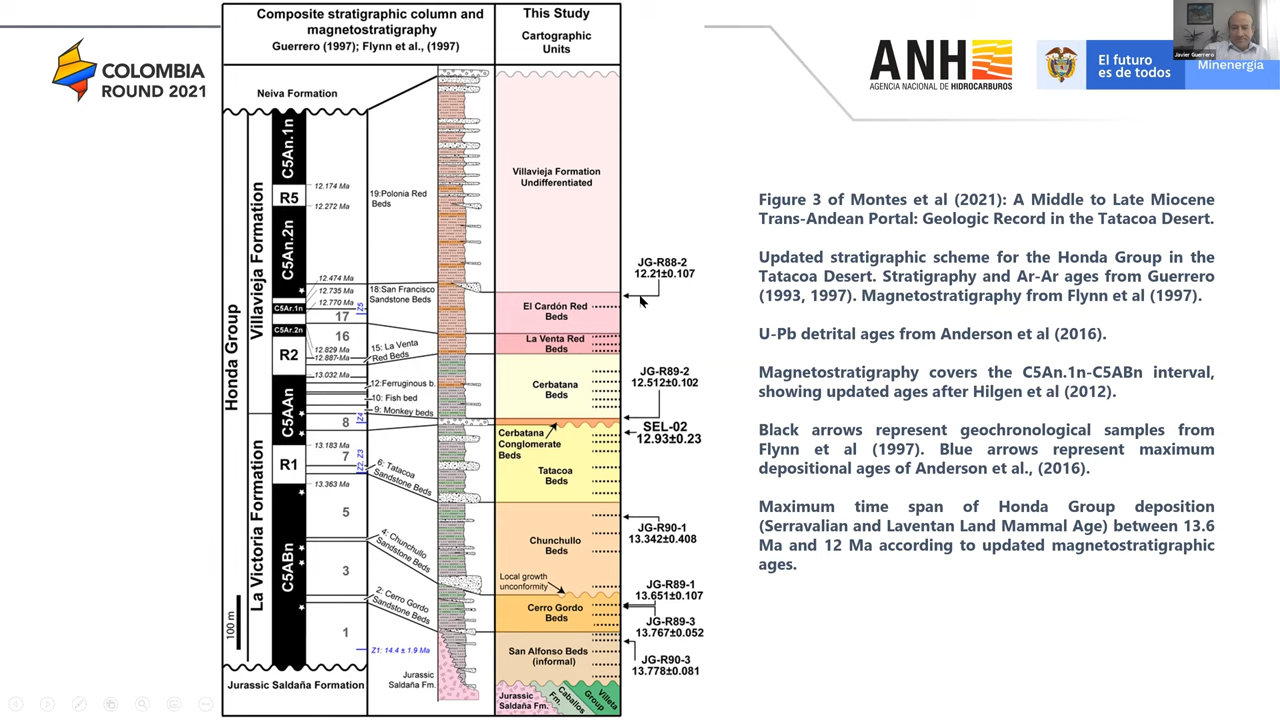 COLOMBIA
ROUND 2021
Composite stratigraphic column and
magnetostratigraphy
Guerrero (1997); Flynn et al., (1997)
This Study
Cartographic
Units
Neiva Formation
Honda Group
Villavieja Formation
La Victoria Formation
100 m
C5An.1n
R5
C5An.2n
C5Ar.1n
C5Ar.2n
R2
C5AAn
R1
C5ABn
12.174 Ma
12.272 Ma
12.474 Ma
12.735 Ma
12.770 Ma
Z5
17
16
12.829 Ma
12.887 Ma
13.032 Ma
Z4
8
13.183 Ma
7
Z2, Z3
13.363 Ma
5
3
1
Z1: 14.4 ± 1.9 Ma
19:Polonia Red
Beds
18:San Francisco
Sandstone Beds
15: La Venta
Red Beds
12:Ferruginous b.
10: Fish bed
9: Monkey beds
6: Tatacoa
Sandstone Beds
4: Chunchullo
Sandstone Beds
2: Cerro Gordo
Sandstone Beds
Jurassic
Saldaña Fm.
Jurassic Saldaña Formation
Villavieja Formation
Undifferentiated
El Cardón Red
Beds
La Venta Red
Beds
Cerbatana
Beds
Cerbatana
Conglomerate
Beds
Tatacoa
Beds
Chunchullo
Beds
Local growth
unconformity
Cerro Gordo
Beds
San Alfonso Beds
(informal)
Jurassic
Saldaña Fm.
Caballos
Fm.
Villeta
Group
JG-R88-2
12.21±0.107
JG-R89-2
12.512±0.102
SEL-02
12.93±0.23
JG-R90-1
13.342±0.408
JG-R89-1
13.651±0.107
JG-R89-3
13.767±0.052
JG-R90-3
13.778±0.081
ANH
AGENCIA NACIONAL DE HIDROCARBUROS
El futuro
es de todos
Minenergía
Javier Guerrero
Figure 3 of Montes et al (2021): A Middle to Late Miocene
Trans-Andean Portal: Geologic Record in the Tatacoa Desert.
Updated stratigraphic scheme for the Honda Group in the
Tatacoa Desert. Stratigraphy and Ar-Ar ages from Guerrero
(1993, 1997). Magnetostratigraphy from Flynn et al (1997).
U-Pb detrital ages from Anderson et al (2016).
Magnetostratigraphy covers the C5An.1n-C5ABn interval,
showing updated ages after Hilgen et al (2012).
Black arrows represent geochronological samples from
Flynn et al (1997). Blue arrows represent maximum
depositional ages of Anderson et al., (2016).
Maximum time span of Honda Group deposition
(Serravalian and Laventan Land Mammal Age) between 13.6
Ma and 12 Ma according to updated magnetostratigraphic
ages.